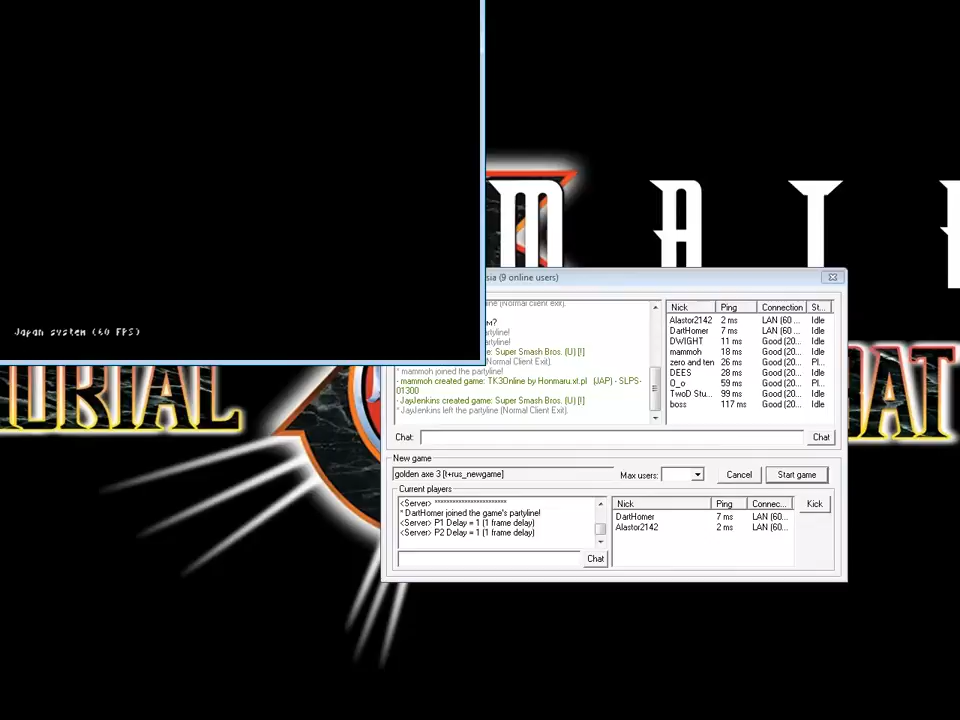 M A T
Japan system (60 FPS)
sia (9 online users)
ine (Normal client exit).
м?
partyline!
partyline!
e: Super Smash Bros. (U) [!]
(Normal Client Exit).
* mammoh joined the partyline!
- mammoh created game: TK3Online by Honmaru.xl.pl (JAP) - SLPS-
01300
- JayJenkins created game: Super Smash Bros. (U) [!]
* JayJenkins left the partyline (Normal Client Exit).
Nick Ping Connection St...
Alastor2142 2 ms LAN (60 ... Idle
DartHomer 7 ms LAN (60 ... Idle
DWIGHT 11 ms Good (20... Idle
mammoh 18 ms Good (20... Idle
zero and ten 26 ms Good (20... Pl...
DEES 28 ms Good (20... Idle
O_o 59 ms Good (20... Pl...
TwoD Stu... 99 ms Good (20... Idle
boss 117 ms Good (20... Idle
Chat: Chat
New game
golden axe 3 [t+rus_newgame] Max users: Cancel Start game
Current players
<Server> ***********************
* DartHomer joined the game's partyline!
<Server> P1 Delay = 1 (1 frame delay)
<Server> P2 Delay = 1 (1 frame delay)
Chat
Nick Ping Connec...
DartHomer 7 ms LAN (60...
Alastor2142 2 ms LAN (60...
Kick
RIAL
AT